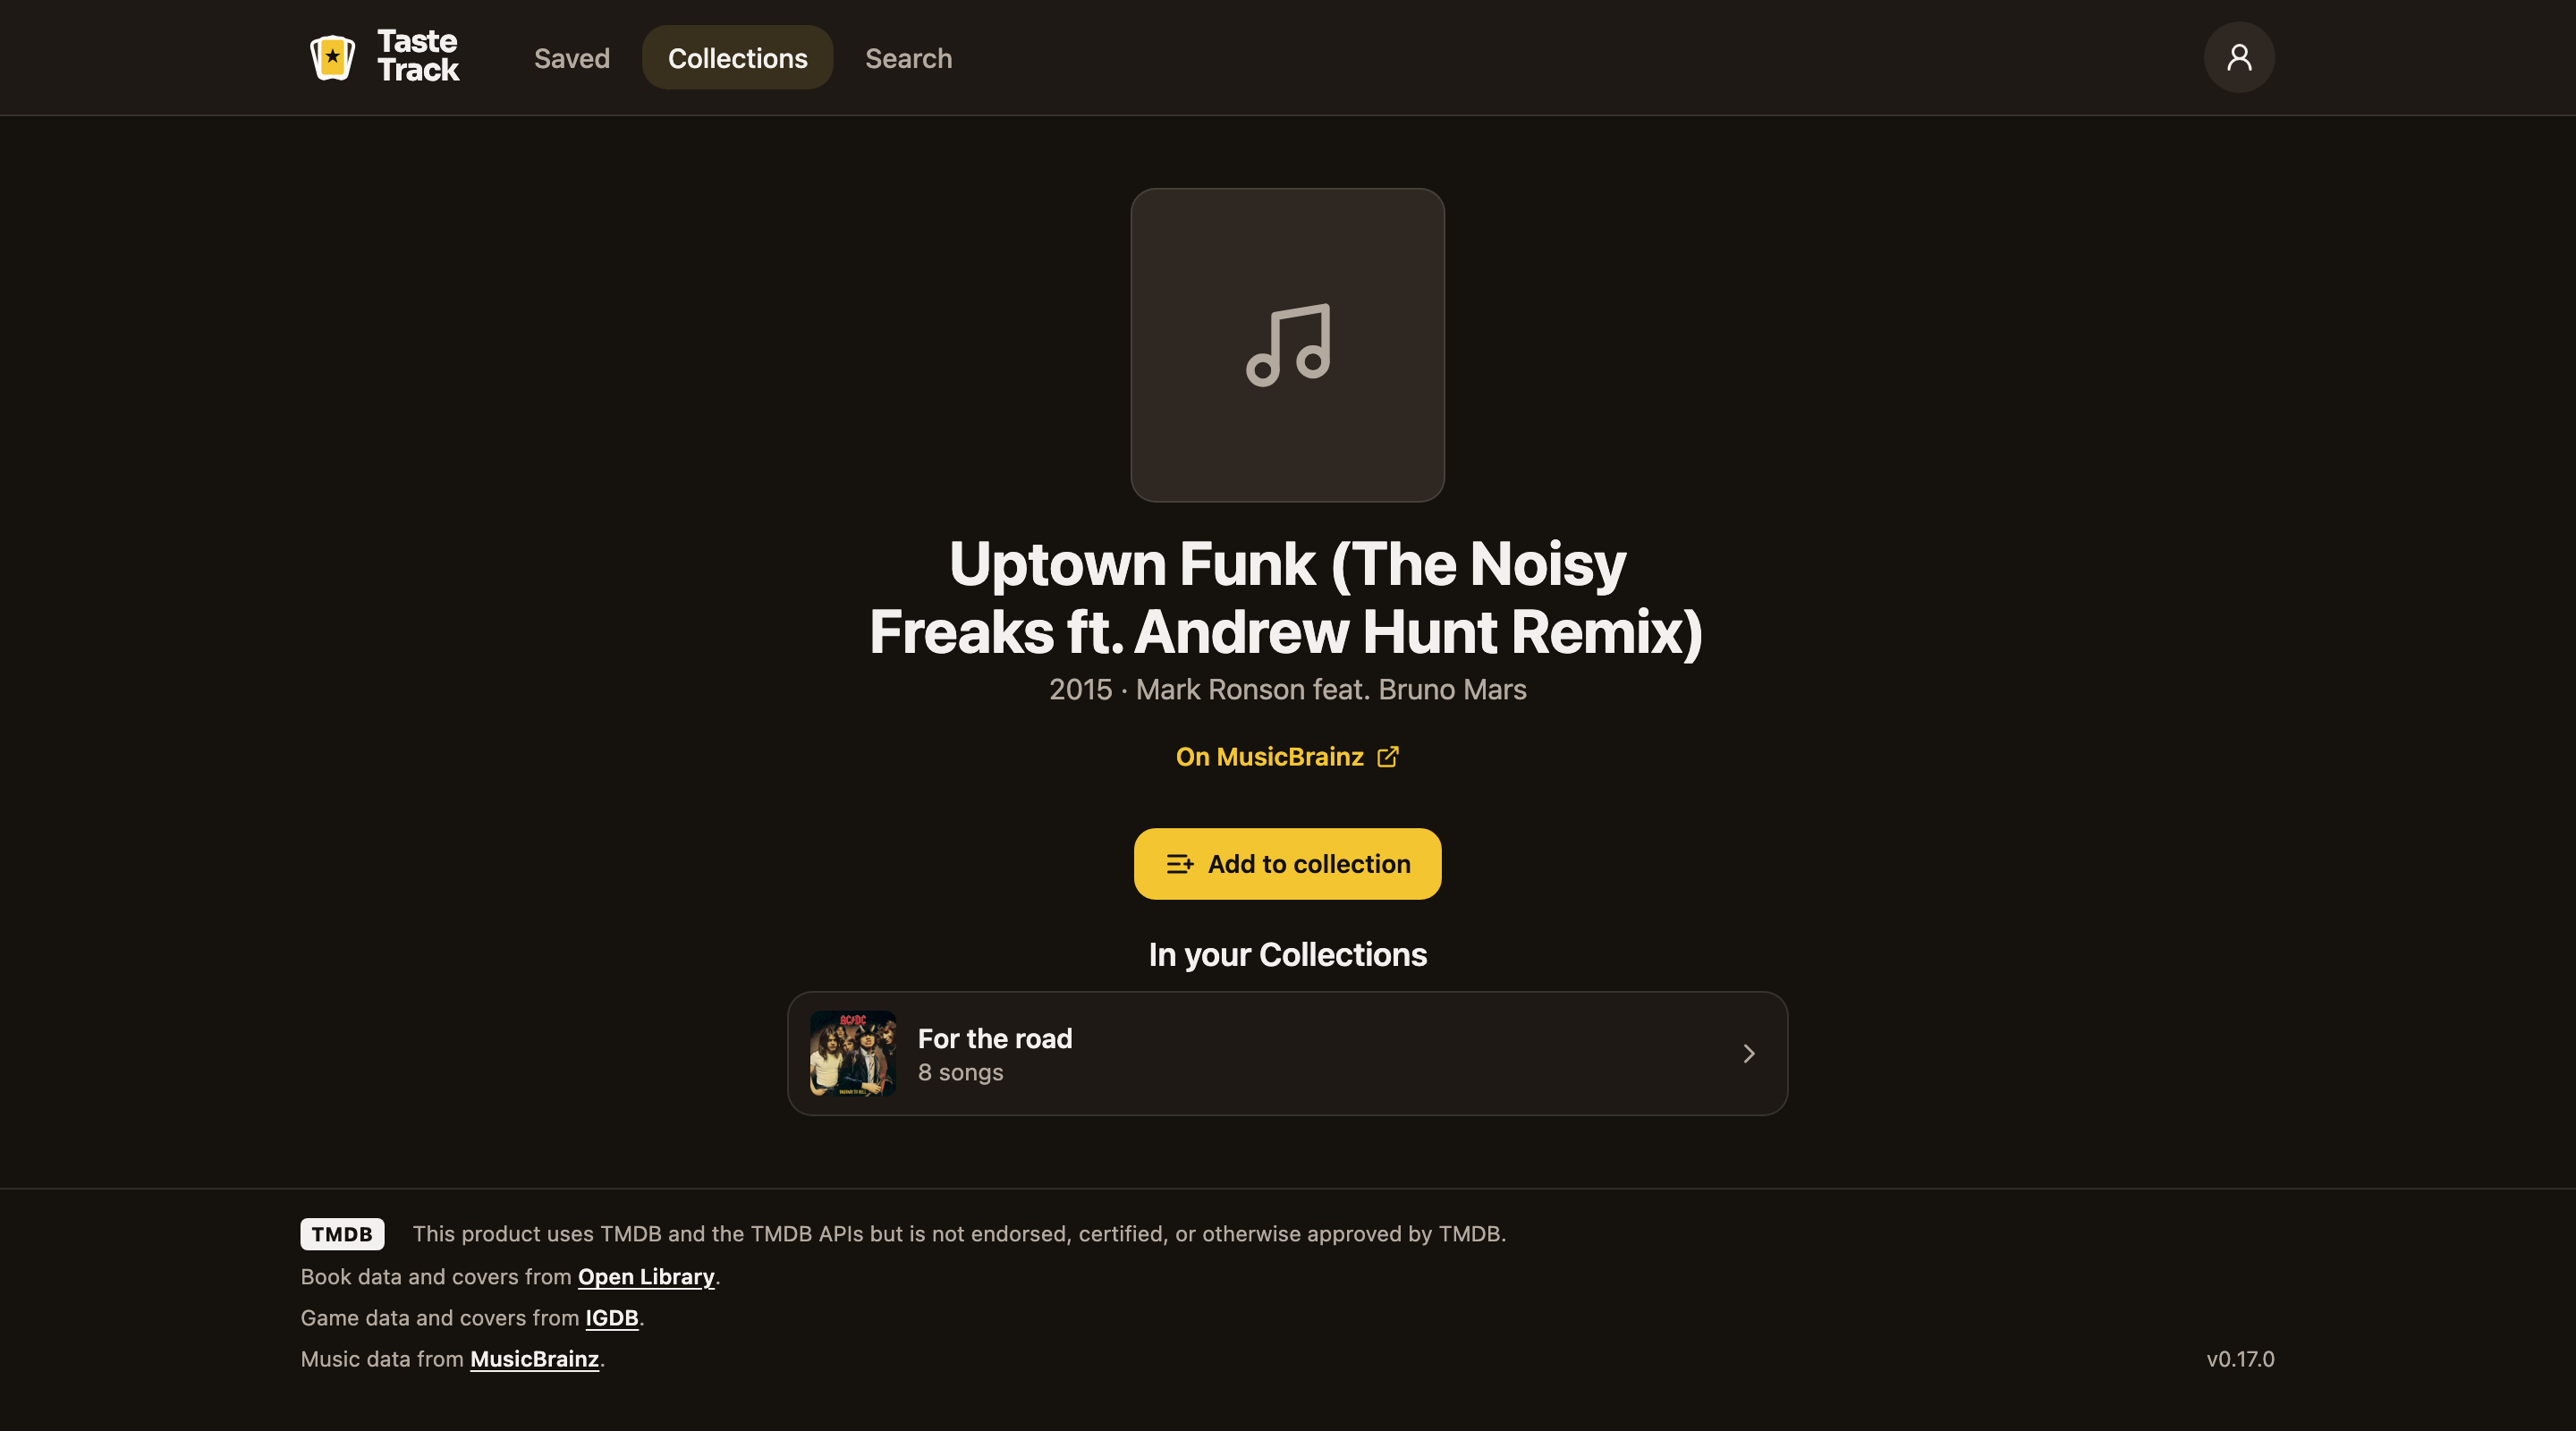 Taste
Track
Saved
Collections
Search
Uptown Funk (The Noisy
Freaks ft. Andrew Hunt Remix)
2015 · Mark Ronson feat. Bruno Mars
On MusicBrainz
Add to collection
In your Collections
AC/DC
For the road
8 songs
TMDB This product uses TMDB and the TMDB APIs but is not endorsed, certified, or otherwise approved by TMDB.
Book data and covers from Open Library.
Game data and covers from IGDB.
Music data from MusicBrainz.
v0.17.0